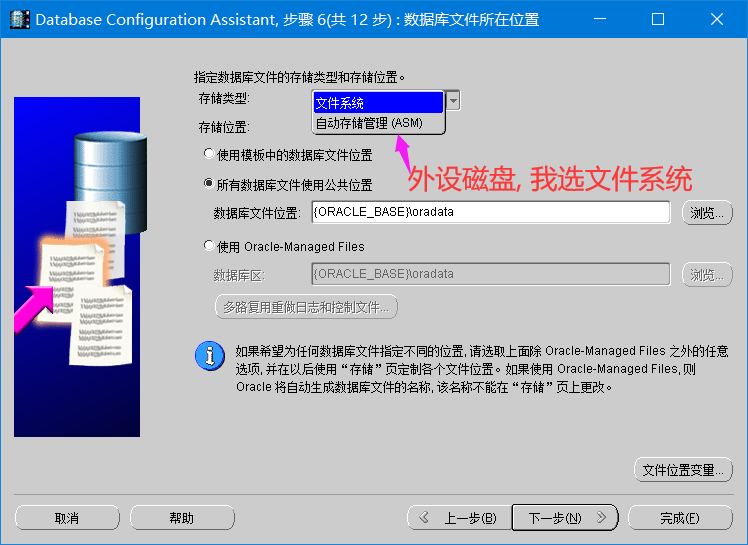 Database Configuration Assistant, 步骤 6(共 12 步) : 数据库文件所在位置
指定数据库文件的存储类型和存储位置。
存储类型:
文件系统
自动存储管理 (ASM)
存储位置:
使用模板中的数据库文件位置
外设磁盘, 我选文件系统
所有数据库文件使用公共位置
数据库文件位置: {ORACLE_BASE}\oradata 浏览...
使用 Oracle-Managed Files
数据库区: {ORACLE_BASE}\oradata 浏览...
多路复用重做日志和控制文件...
如果希望为任何数据库文件指定不同的位置, 请选取上面除 Oracle-Managed Files 之外的任意
选项, 并在以后使用“存储”页定制各个文件位置。如果使用 Oracle-Managed Files, 则
Oracle 将自动生成数据库文件的名称, 该名称不能在“存储”页上更改。
文件位置变量...
取消 帮助 上一步(B) 下一步(N) 完成(F)